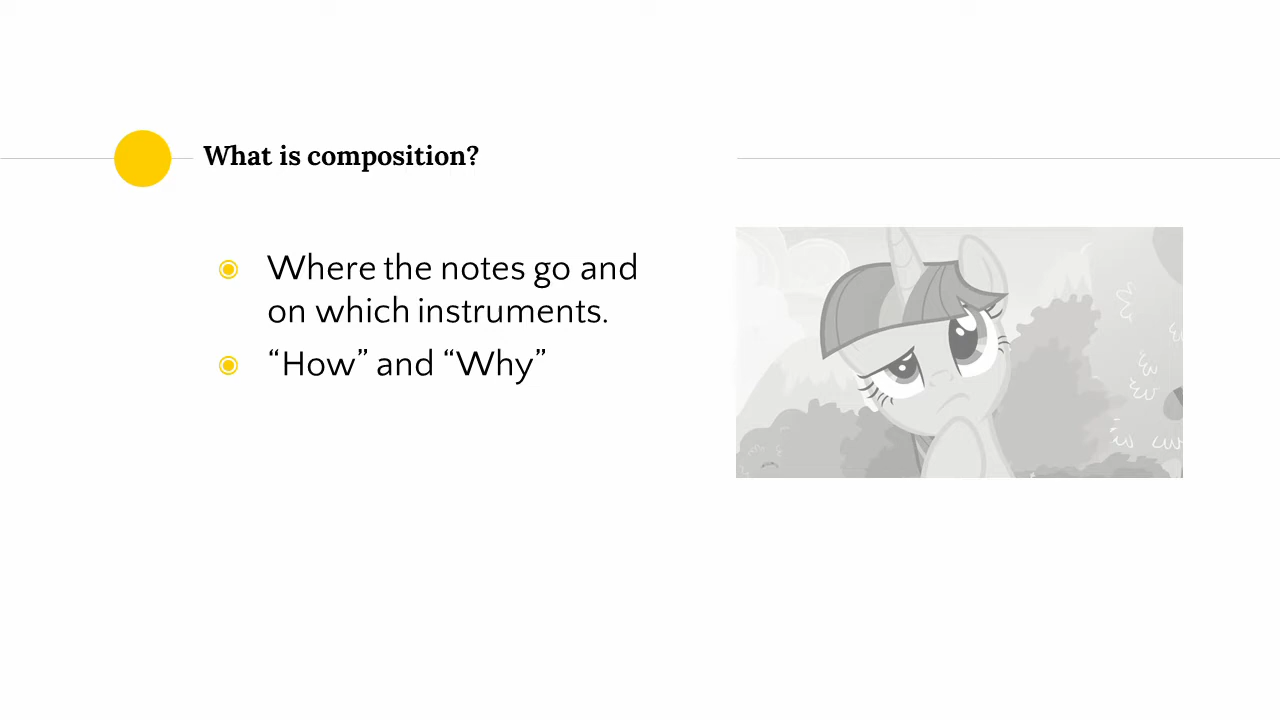 What is composition?
Where the notes go and
on which instruments.
“How” and “Why”